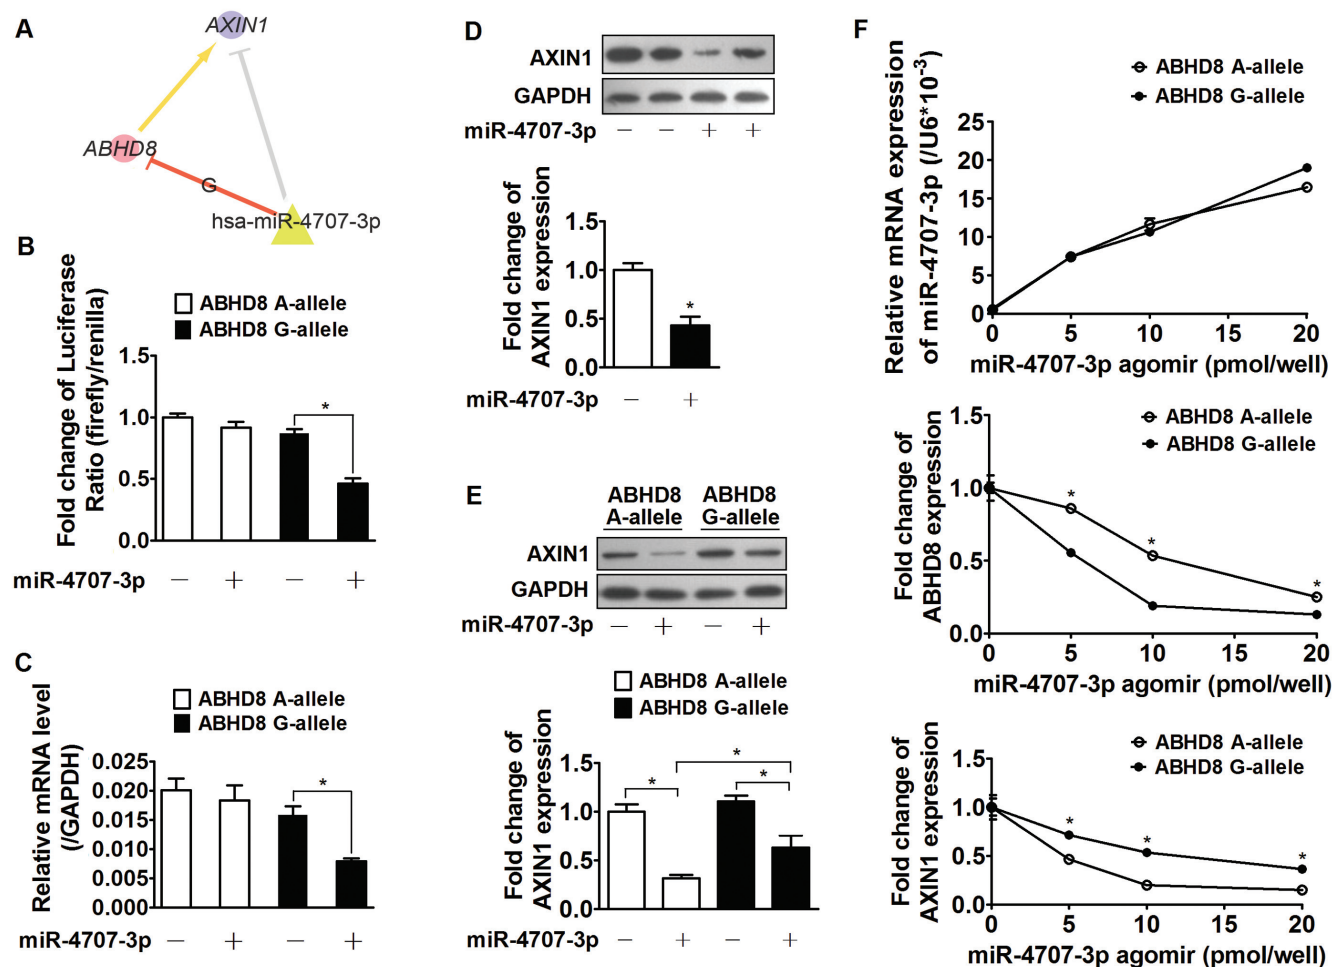 A
AXIN1
ABHD8
G
hsa-miR-4707-3p
B
ABHD8 A-allele
ABHD8 G-allele
Fold change of Luciferase
Ratio (firefly/renilla)
1.5
1.0
0.5
0.0
miR-4707-3p − + − +
*
C
ABHD8 A-allele
ABHD8 G-allele
Relative mRNA level
(/GAPDH)
0.025
0.020
0.015
0.010
0.005
0.000
*
miR-4707-3p − + − +
D
AXIN1
GAPDH
miR-4707-3p − − + +
Fold change of
AXIN1 expression
1.5
1.0
0.5
0.0
*
miR-4707-3p − +
E
ABHD8 ABHD8
A-allele G-allele
AXIN1
GAPDH
miR-4707-3p − + − +
ABHD8 A-allele
ABHD8 G-allele
Fold change of
AXIN1 expression
1.5
1.0
0.5
0.0
* * *
miR-4707-3p − + − +
F
ABHD8 A-allele
ABHD8 G-allele
Relative mRNA expression
of miR-4707-3p (/U6*10-3)
25
20
15
10
5
0
0 5 10 20
miR-4707-3p agomir (pmol/well)
ABHD8 A-allele
ABHD8 G-allele
Fold change of
ABHD8 expression
1.5
1.0
0.5
0.0
* * *
0 5 10 20
miR-4707-3p agomir (pmol/well)
ABHD8 A-allele
ABHD8 G-allele
Fold change of
AXIN1 expression
1.5
1.0
0.5
0.0
* * *
0 5 10 20
miR-4707-3p agomir (pmol/well)